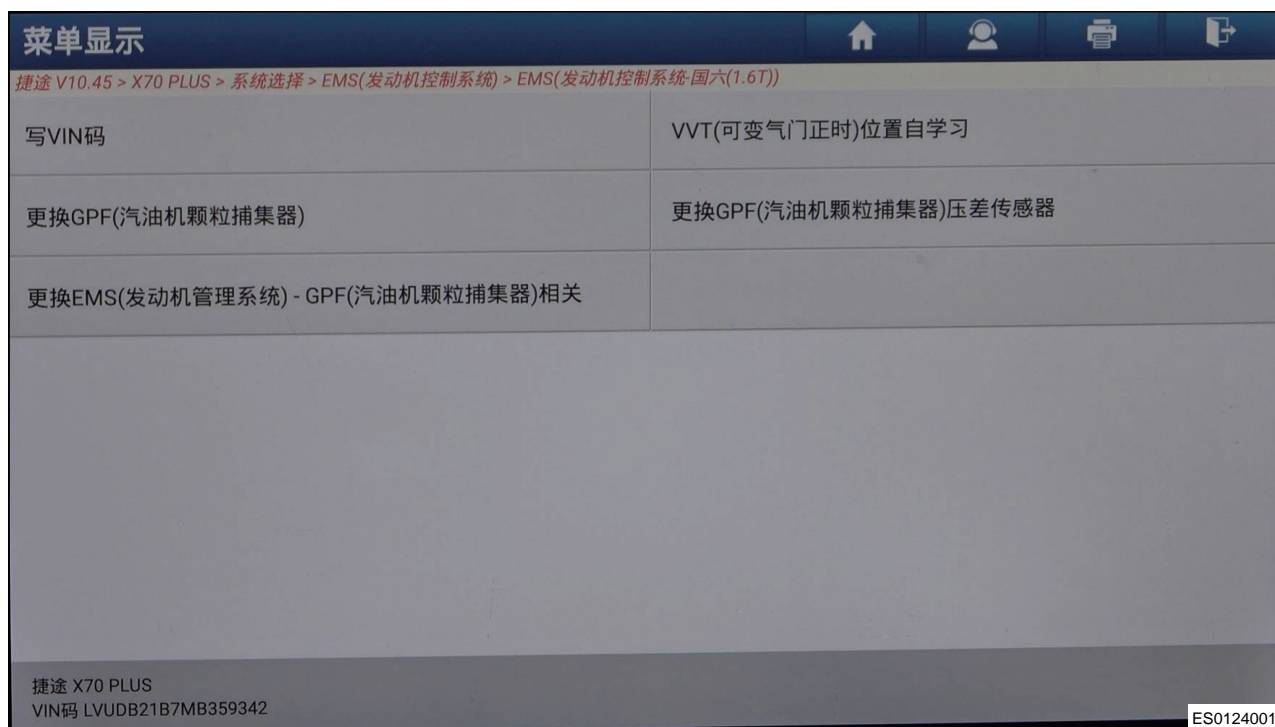 菜单显示
捷途 V10.45 > X70 PLUS > 系统选择 > EMS(发动机控制系统) > EMS(发动机控制系统-国六(1.6T))
写VIN码
VVT(可变气门正时)位置自学习
更换GPF(汽油机颗粒捕集器)
更换GPF(汽油机颗粒捕集器)压差传感器
更换EMS(发动机管理系统) - GPF(汽油机颗粒捕集器)相关
捷途 X70 PLUS
VIN码 LVUDB21B7MB359342
ES0124001